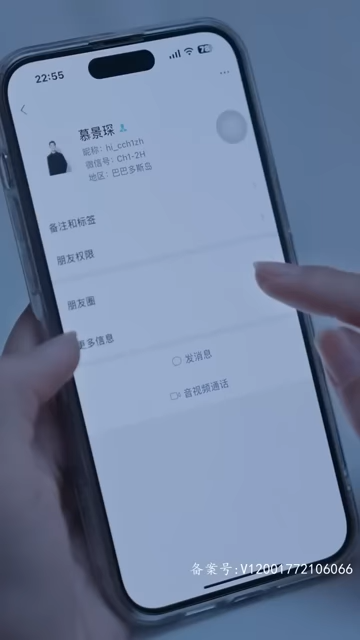 22:55
慕景琛
昵称：hi_cch1zh
微信号：Ch1-2H
地区：巴巴多斯岛
备注和标签
朋友权限
朋友圈
更多信息
发消息
音视频通话
备案号:V12001772106066